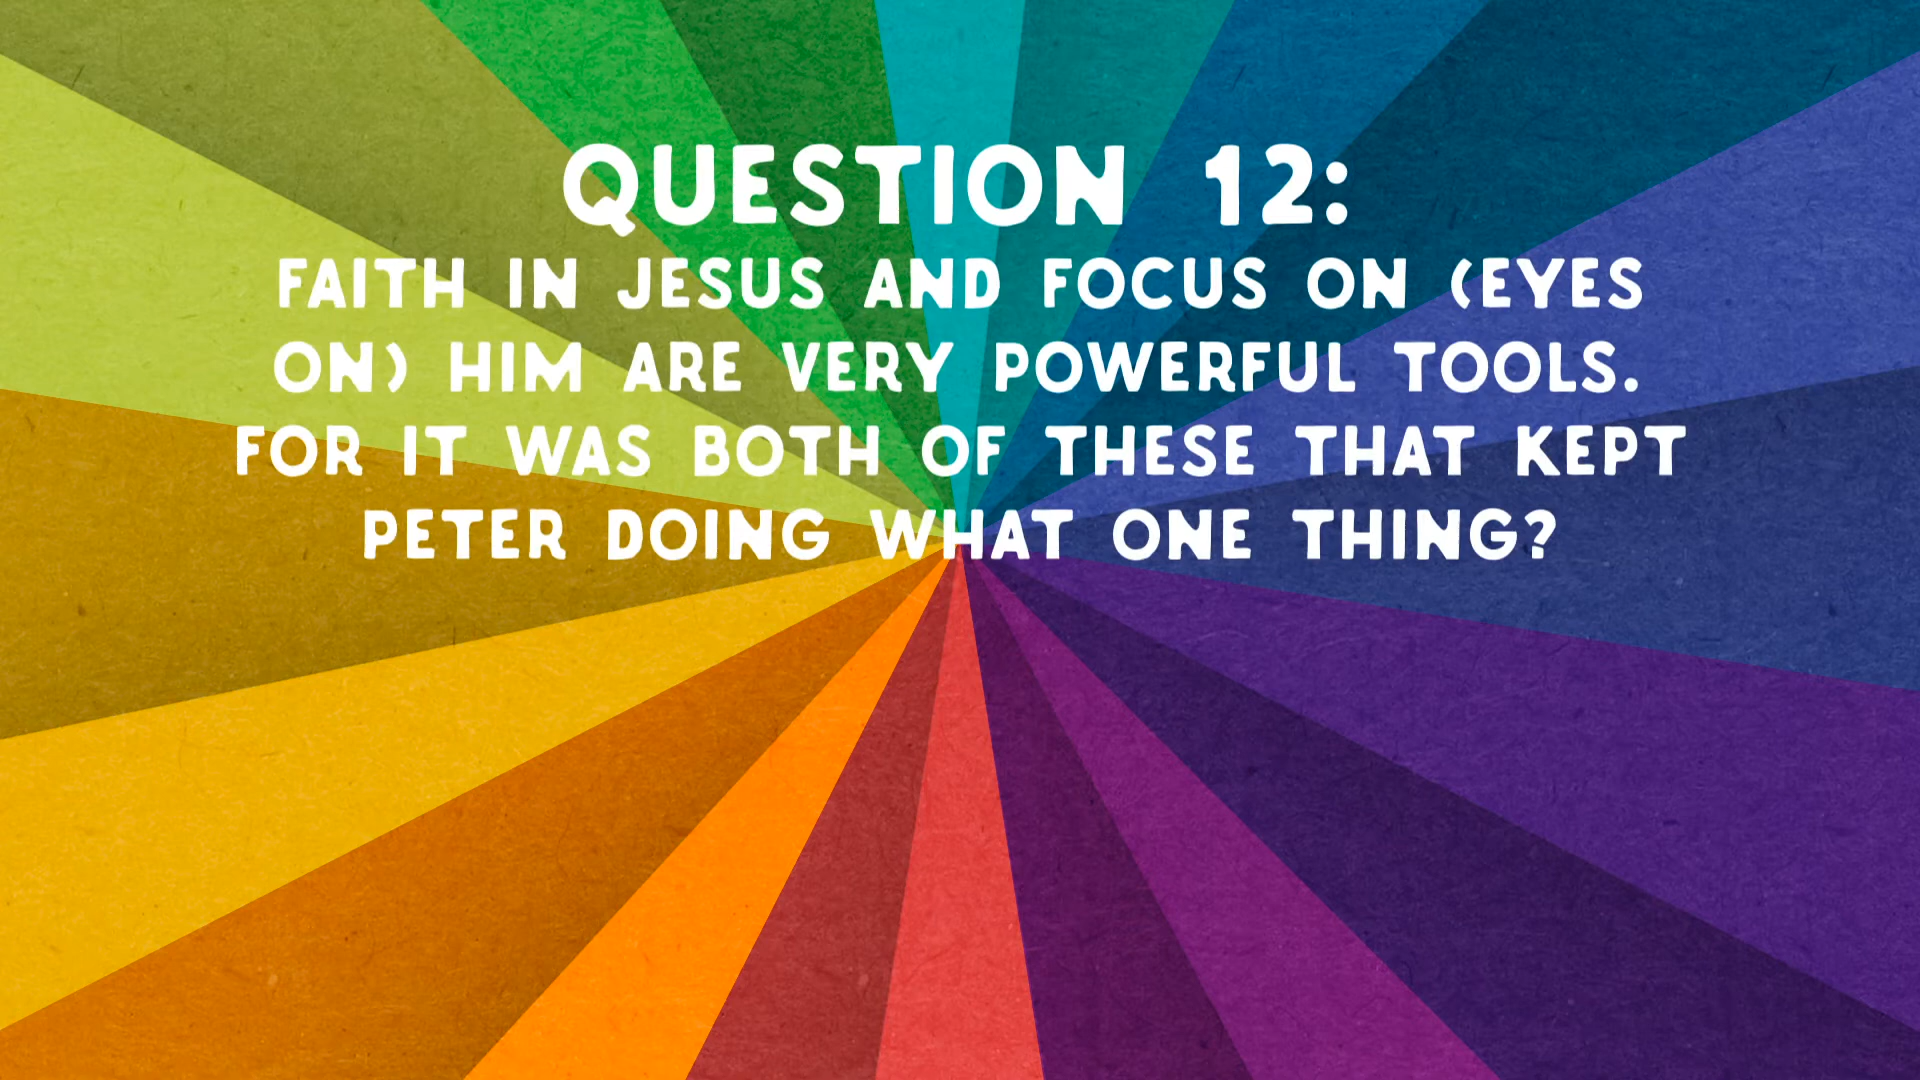 QUESTION 12:
FAITH IN JESUS AND FOCUS ON (EYES
ON) HIM ARE VERY POWERFUL TOOLS.
FOR IT WAS BOTH OF THESE THAT KEPT
PETER DOING WHAT ONE THING?